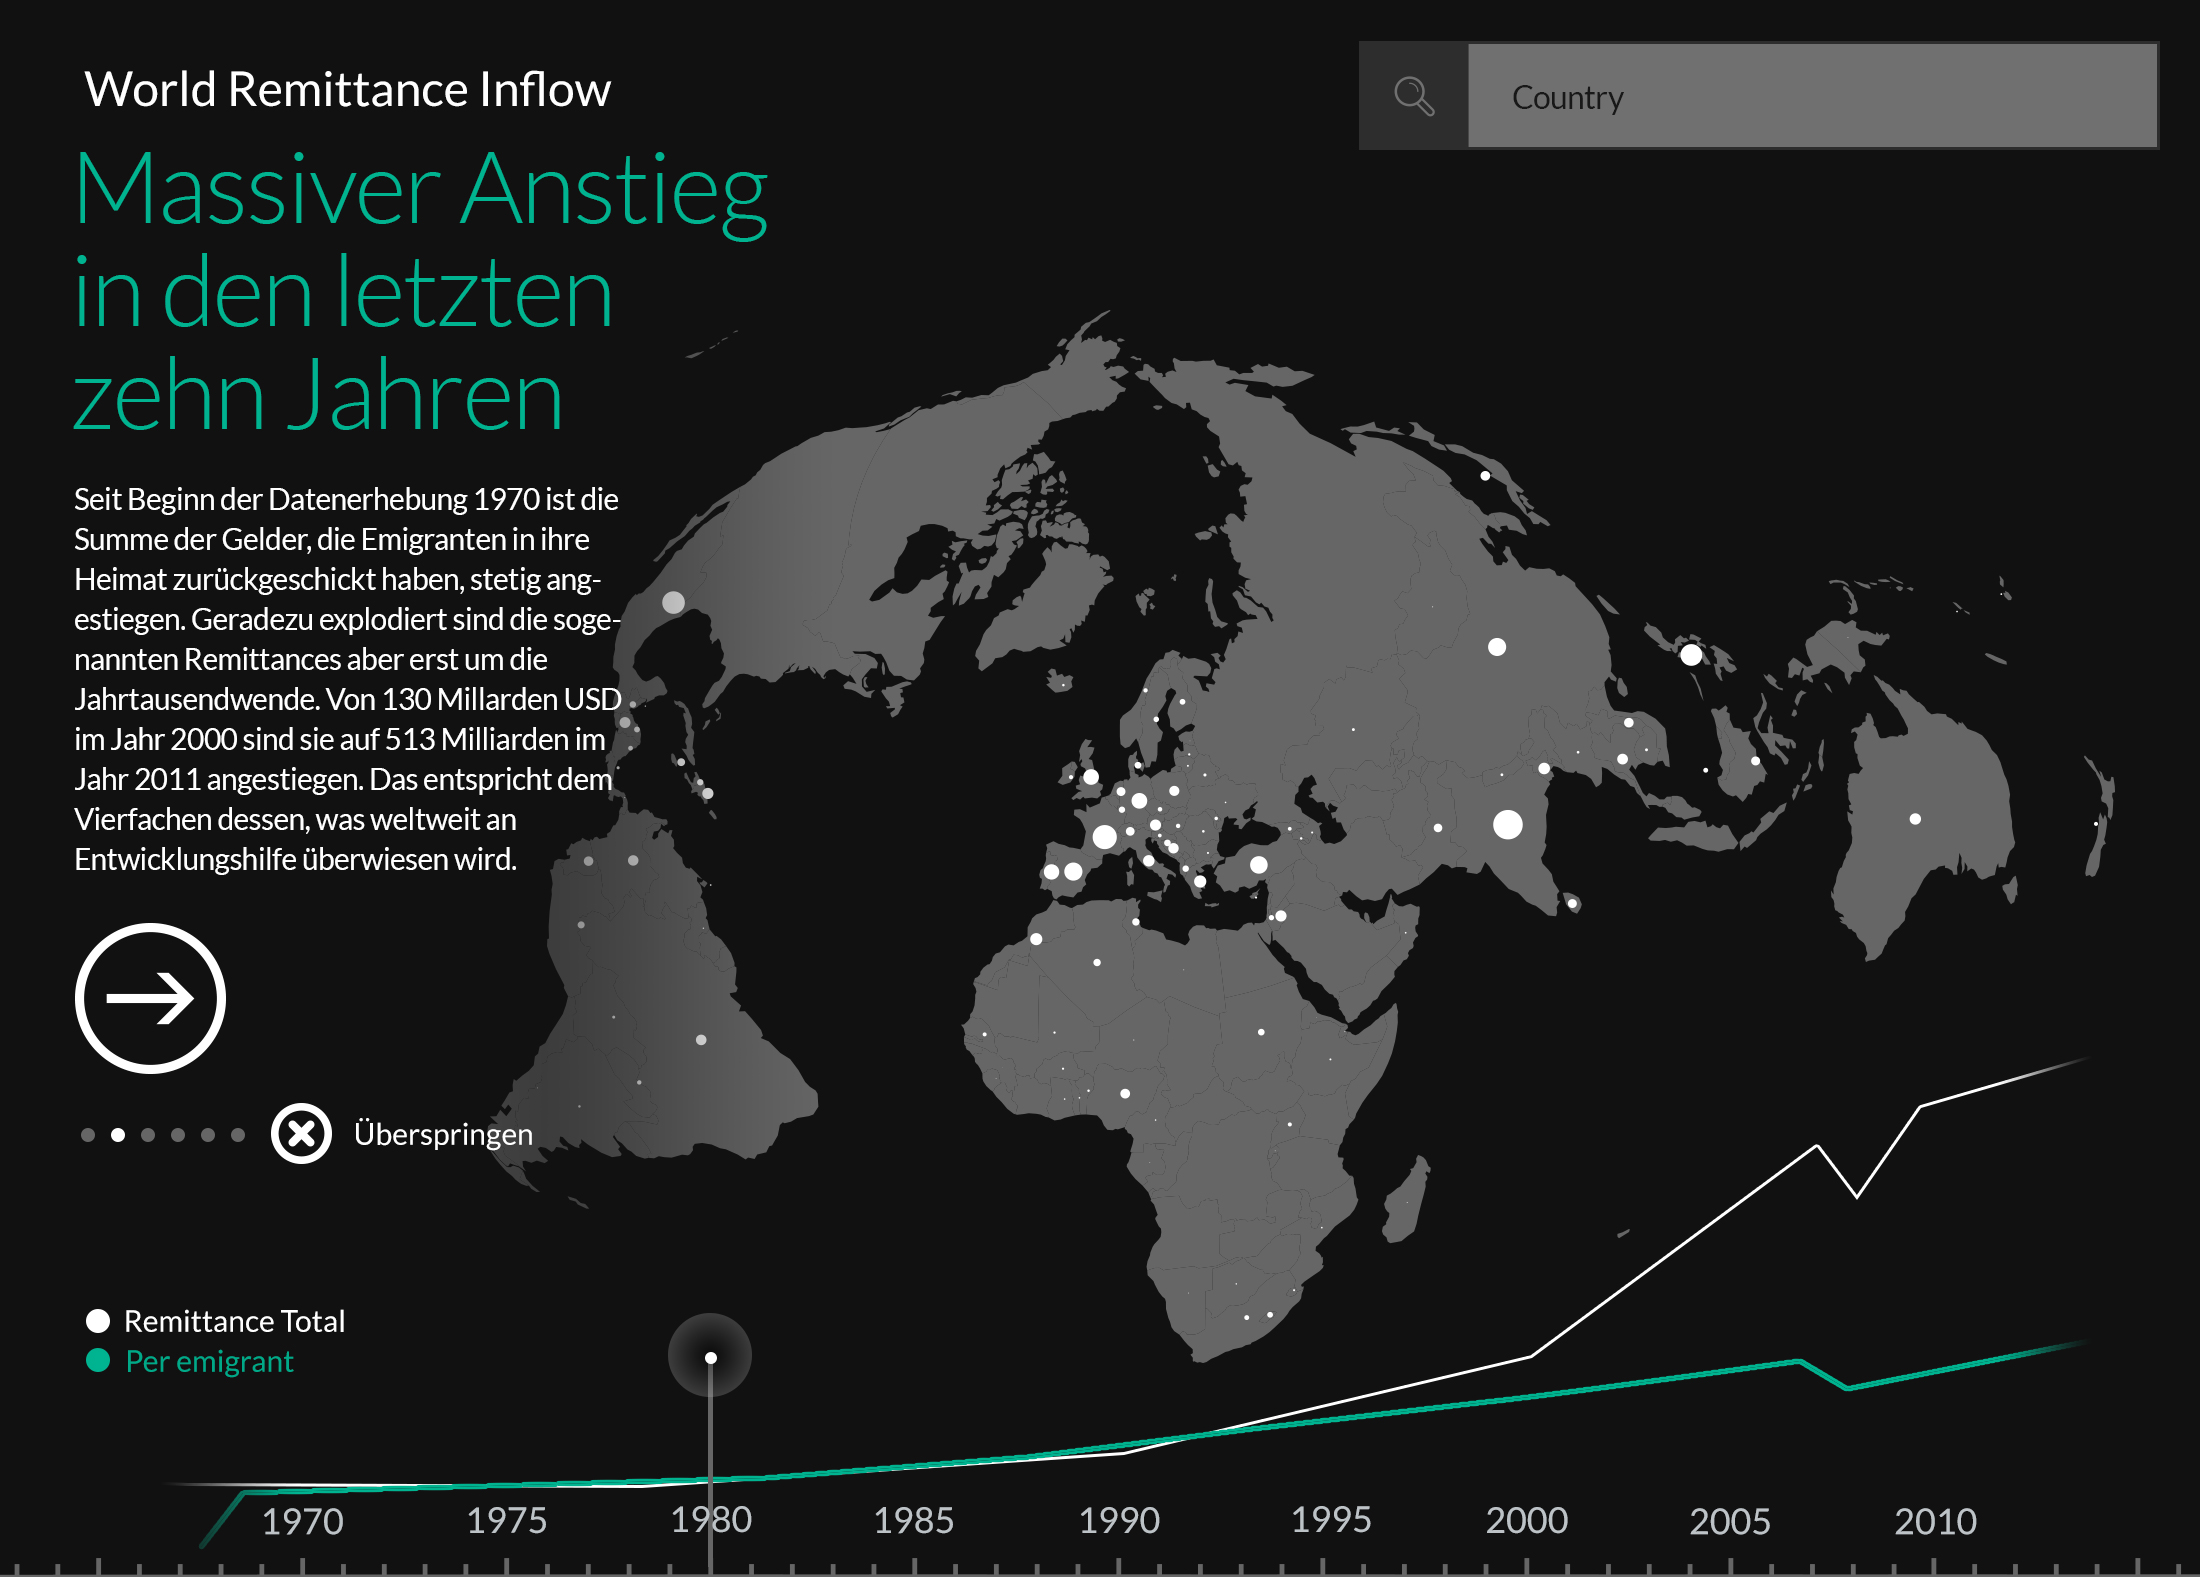 World Remittance Inflow
Country
Massiver Anstieg
in den letzten
zehn Jahren
Seit Beginn der Datenerhebung 1970 ist die
Summe der Gelder, die Emigranten in ihre
Heimat zurückgeschickt haben, stetig ang-
estiegen. Geradezu explodiert sind die soge-
nannten Remittances aber erst um die
Jahrtausendwende. Von 130 Millarden USD
im Jahr 2000 sind sie auf 513 Milliarden im
Jahr 2011 angestiegen. Das entspricht dem
Vierfachen dessen, was weltweit an
Entwicklungshilfe überwiesen wird.
Überspringen
Remittance Total
Per emigrant
1970 1975 1980 1985 1990 1995 2000 2005 2010